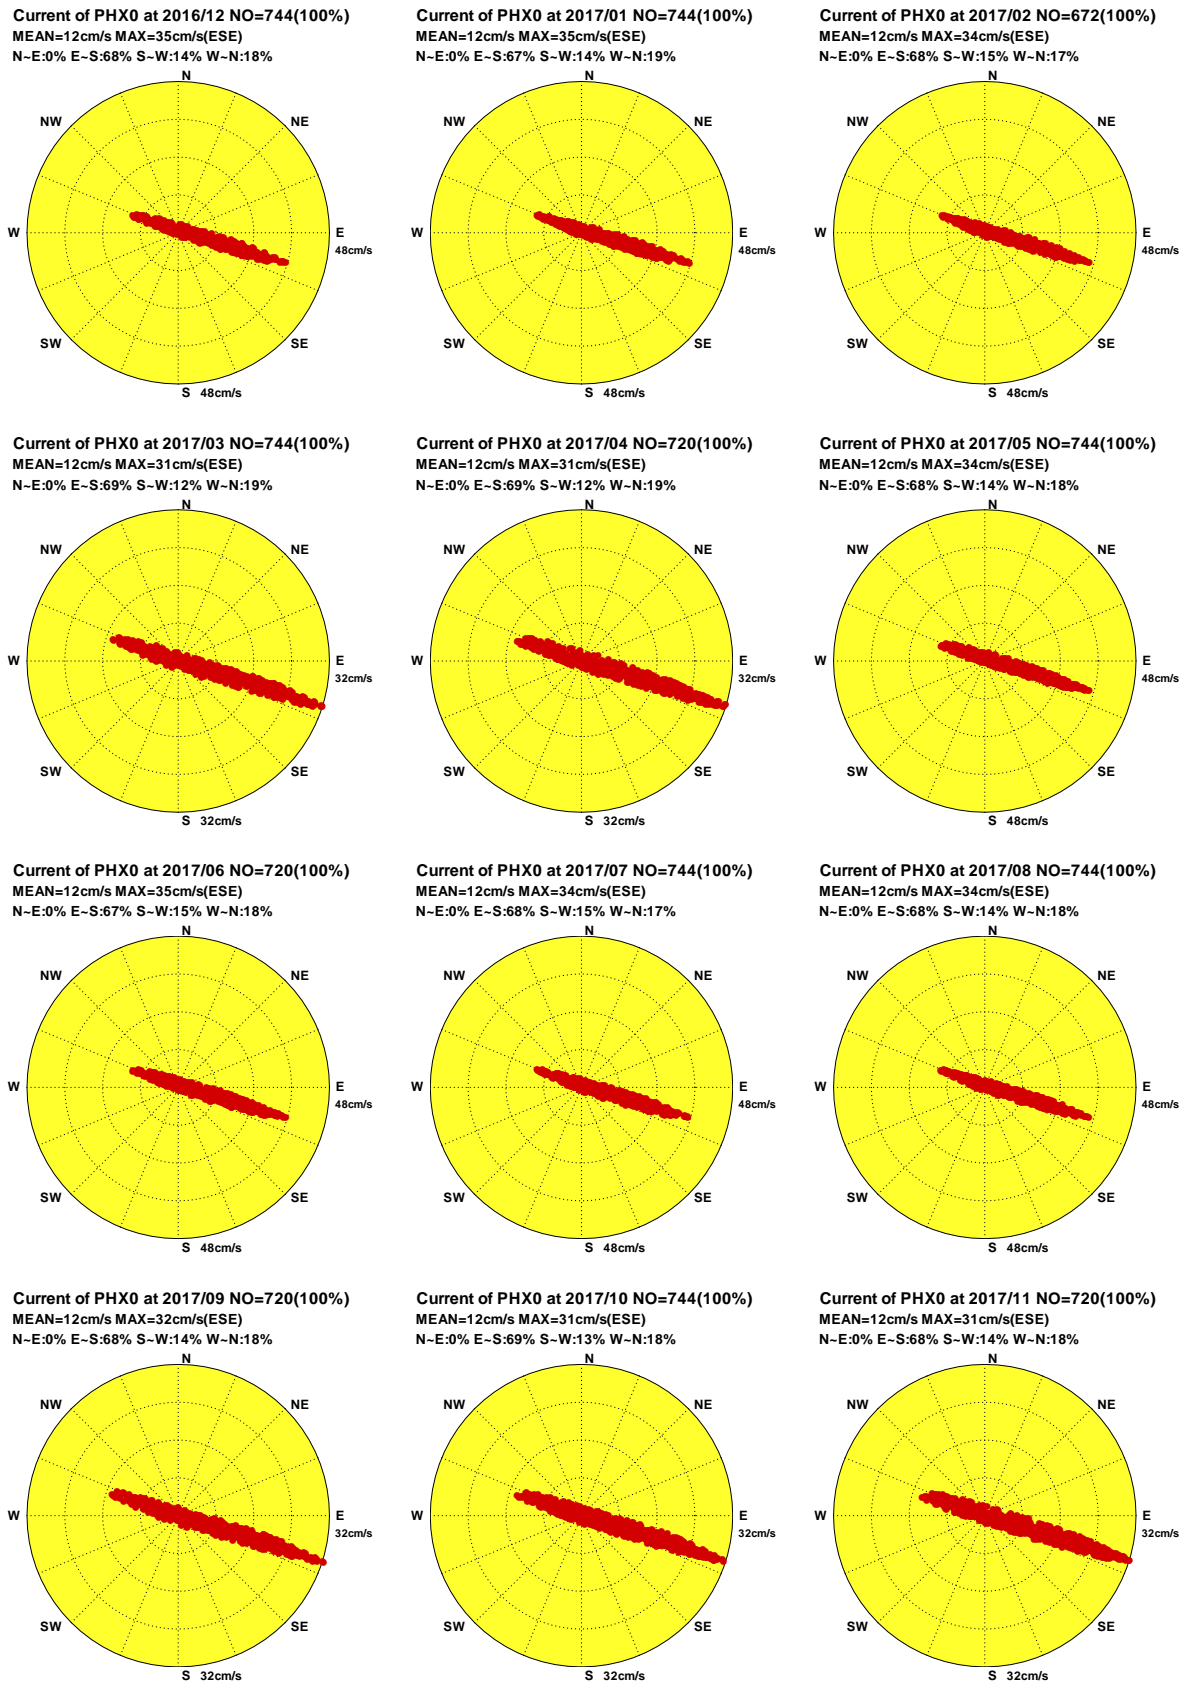 Current of PHX0 at 2016/12 NO=744(100%)
MEAN=12cm/s MAX=35cm/s(ESE)
N~E:0% E~S:68% S~W:14% W~N:18%
N
NW
NE
W
E
48cm/s
SW
SE
S 48cm/s
Current of PHX0 at 2017/01 NO=744(100%)
MEAN=12cm/s MAX=35cm/s(ESE)
N~E:0% E~S:67% S~W:14% W~N:19%
N
NW
NE
W
E
48cm/s
SW
SE
S 48cm/s
Current of PHX0 at 2017/02 NO=672(100%)
MEAN=12cm/s MAX=34cm/s(ESE)
N~E:0% E~S:68% S~W:15% W~N:17%
N
NW
NE
W
E
48cm/s
SW
SE
S 48cm/s
Current of PHX0 at 2017/03 NO=744(100%)
MEAN=12cm/s MAX=31cm/s(ESE)
N~E:0% E~S:69% S~W:12% W~N:19%
N
NW
NE
W
E
32cm/s
SW
SE
S 32cm/s
Current of PHX0 at 2017/04 NO=720(100%)
MEAN=12cm/s MAX=31cm/s(ESE)
N~E:0% E~S:69% S~W:12% W~N:19%
N
NW
NE
W
E
32cm/s
SW
SE
S 32cm/s
Current of PHX0 at 2017/05 NO=744(100%)
MEAN=12cm/s MAX=34cm/s(ESE)
N~E:0% E~S:68% S~W:14% W~N:18%
N
NW
NE
W
E
48cm/s
SW
SE
S 48cm/s
Current of PHX0 at 2017/06 NO=720(100%)
MEAN=12cm/s MAX=35cm/s(ESE)
N~E:0% E~S:67% S~W:15% W~N:18%
N
NW
NE
W
E
48cm/s
SW
SE
S 48cm/s
Current of PHX0 at 2017/07 NO=744(100%)
MEAN=12cm/s MAX=34cm/s(ESE)
N~E:0% E~S:68% S~W:15% W~N:17%
N
NW
NE
W
E
48cm/s
SW
SE
S 48cm/s
Current of PHX0 at 2017/08 NO=744(100%)
MEAN=12cm/s MAX=34cm/s(ESE)
N~E:0% E~S:68% S~W:14% W~N:18%
N
NW
NE
W
E
48cm/s
SW
SE
S 48cm/s
Current of PHX0 at 2017/09 NO=720(100%)
MEAN=12cm/s MAX=32cm/s(ESE)
N~E:0% E~S:68% S~W:14% W~N:18%
N
NW
NE
W
E
32cm/s
SW
SE
S 32cm/s
Current of PHX0 at 2017/10 NO=744(100%)
MEAN=12cm/s MAX=31cm/s(ESE)
N~E:0% E~S:69% S~W:13% W~N:18%
N
NW
NE
W
E
32cm/s
SW
SE
S 32cm/s
Current of PHX0 at 2017/11 NO=720(100%)
MEAN=12cm/s MAX=31cm/s(ESE)
N~E:0% E~S:68% S~W:14% W~N:18%
N
NW
NE
W
E
32cm/s
SW
SE
S 32cm/s